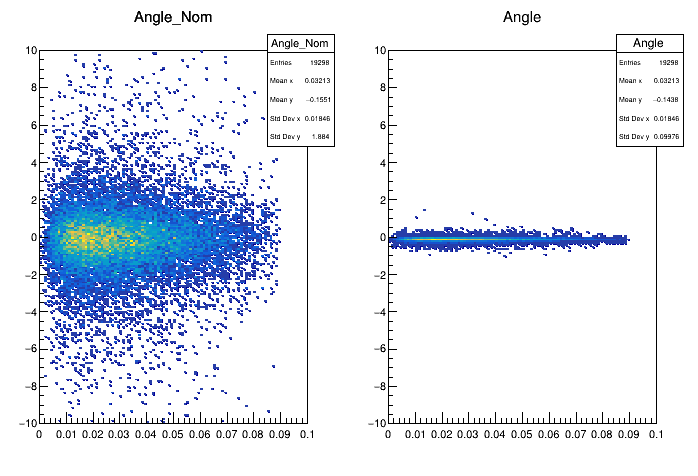 Angle_Nom
Angle_Nom
Entries 19298
Mean x 0.03213
Mean y −0.1551
Std Dev x 0.01846
Std Dev y 1.884
10
8
6
4
2
0
−2
−4
−6
−8
−10
0 0.01 0.02 0.03 0.04 0.05 0.06 0.07 0.08 0.09 0.1
Angle
Angle
Entries 19298
Mean x 0.03213
Mean y −0.1438
Std Dev x 0.01846
Std Dev y 0.09976
10
8
6
4
2
0
−2
−4
−6
−8
−10
0 0.01 0.02 0.03 0.04 0.05 0.06 0.07 0.08 0.09 0.1